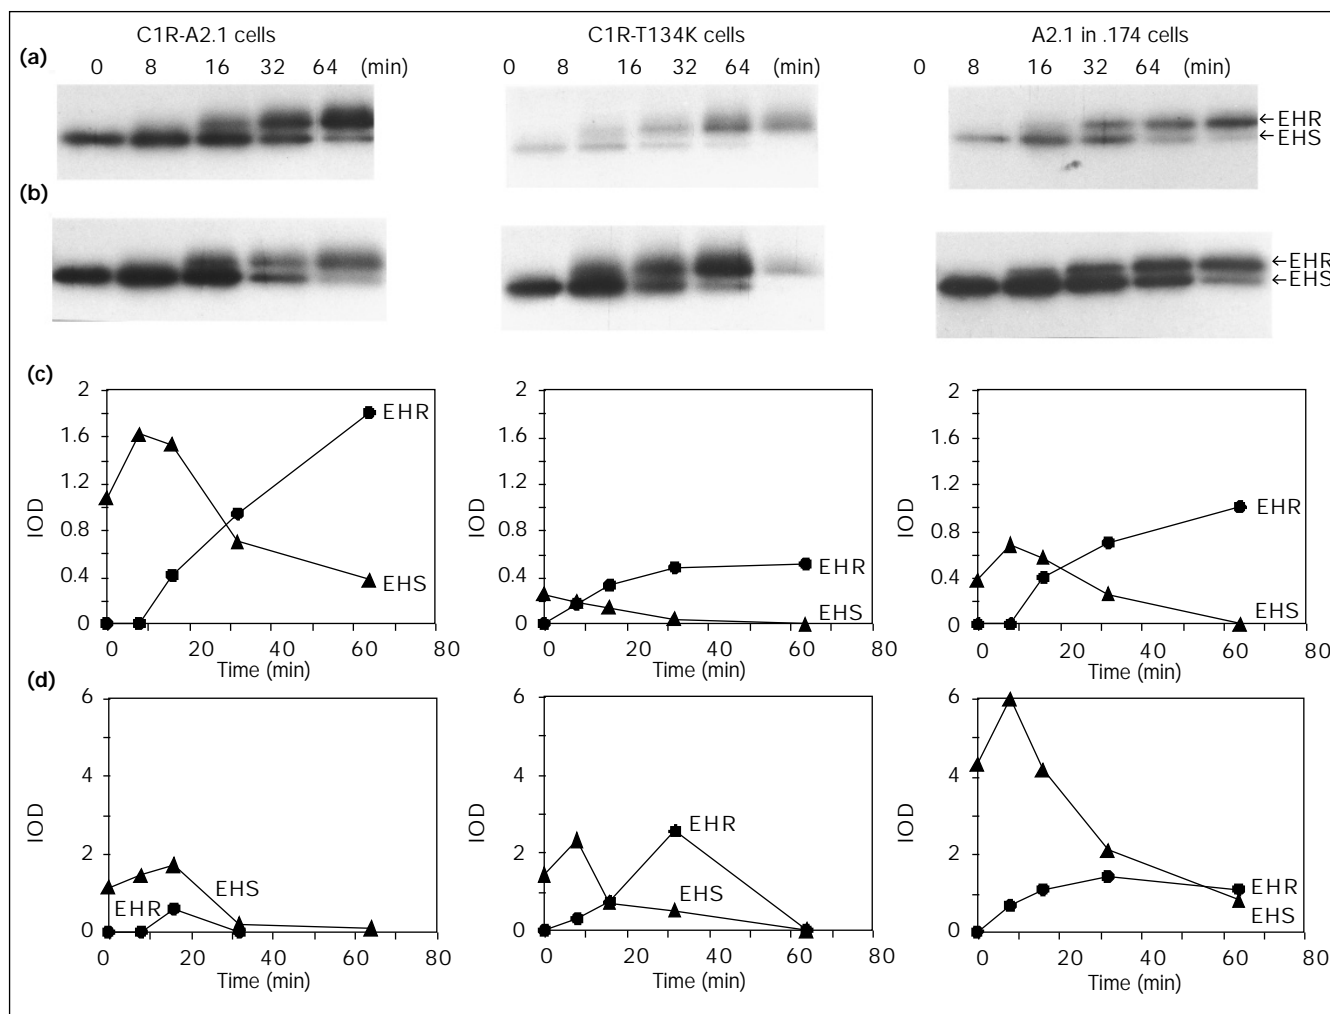 C1R-A2.1 cells C1R-T134K cells A2.1 in .174 cells
(a)
0 8 16 32 64 (min) 0 8 16 32 64 (min) 0 8 16 32 64 (min)
←EHR
←EHS
(b)
←EHR
←EHS
(c)
2 1.6 1.2 0.8 0.4 0
IOD
EHR
EHS
0 20 40 60 80
Time (min)
2 1.6 1.2 0.8 0.4 0
IOD
EHR
EHS
0 20 40 60 80
Time (min)
2 1.6 1.2 0.8 0.4 0
IOD
EHR
EHS
0 20 40 60 80
Time (min)
(d)
6 4 2 0
IOD
EHS
EHR
0 20 40 60 80
Time (min)
6 4 2 0
IOD
EHR
EHS
0 20 40 60 80
Time (min)
6 4 2 0
IOD
EHR
EHS
0 20 40 60 80
Time (min)